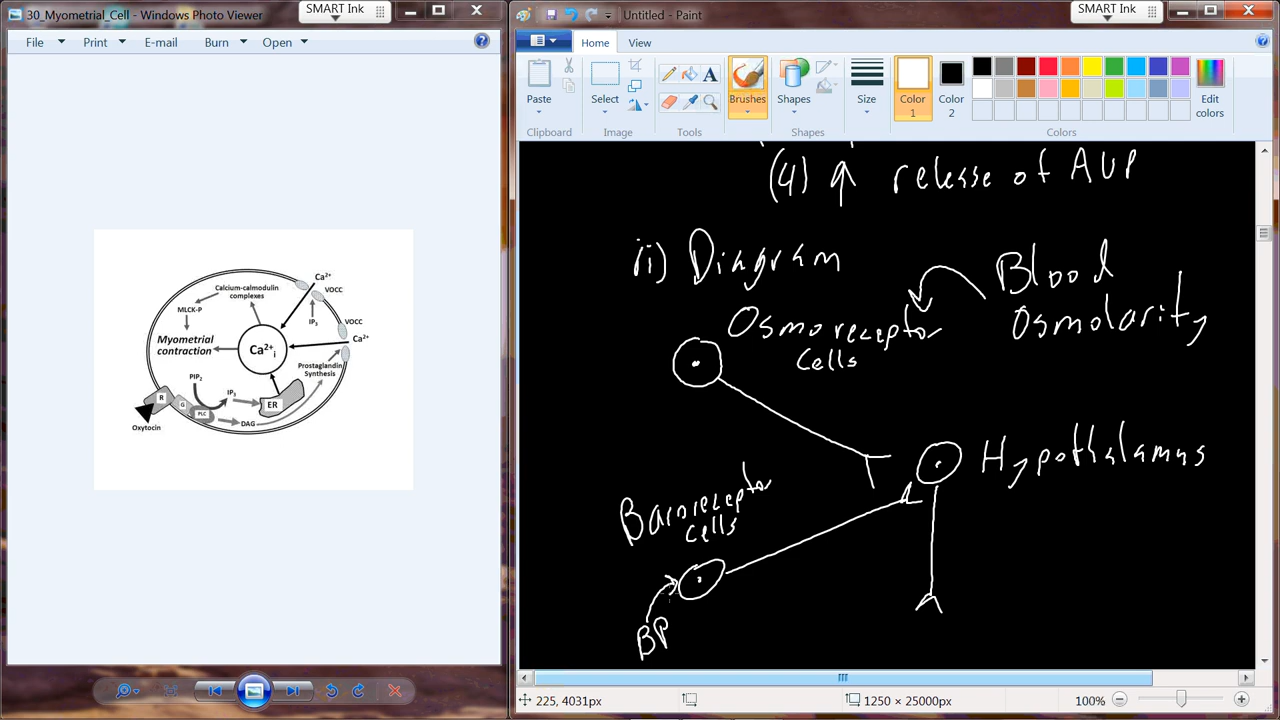 30_Myometrial_Cell - Windows Photo Viewer
SMART Ink
File Print E-mail Burn Open
Ca²⁺
VOCC
Calcium-calmodulin
complexes
MLCK-P
IP₃
VOCC
Ca²⁺
Myometrial
contraction
Ca²⁺i
Prostaglandin
Synthesis
PIP₂
IP₃
ER
R
G
PLC
DAG
Oxytocin
Untitled - Paint
SMART Ink
Home View
Paste
Select
Brushes
Shapes
Size
Color
1
Color
2
Edit
colors
Clipboard
Image
Tools
Shapes
Colors
(4) ↑ release of AVP
ii) Diagram
Blood
Osmolarity
Osmoreceptor
Cells
Hypothalamus
Baroreceptor
Cells
BP
225, 4031px
1250 × 25000px
100%